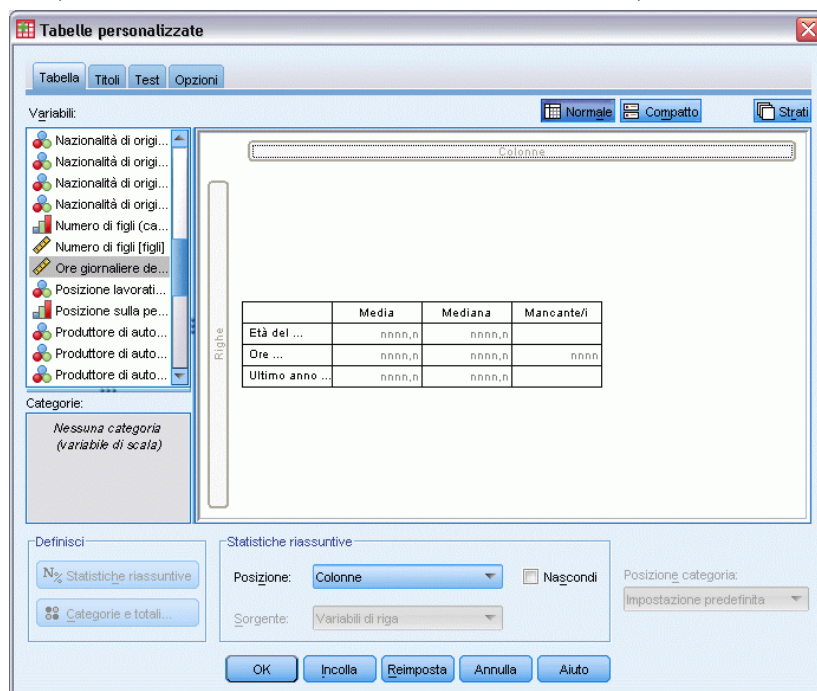 Tabelle personalizzate
Tabella Titoli Test Opzioni
Variabili:
Normale Compatto Strati
Nazionalità di origi...
Nazionalità di origi...
Nazionalità di origi...
Nazionalità di origi...
Numero di figli (ca...
Numero di figli [figli]
Ore giornaliere de...
Posizione lavorati...
Posizione sulla pe...
Produttore di auto...
Produttore di auto...
Produttore di auto...
Categorie:
Nessuna categoria
(variabile di scala)
Colonne
Righe
Media Mediana Mancante/i
Età del ... nnnn,n nnnn,n
Ore ... nnnn,n nnnn,n nnnn
Ultimo anno ... nnnn,n nnnn,n
Definisci
N% Statistiche riassuntive
Categorie e totali...
Statistiche riassuntive
Posizione: Colonne Nascondi
Sorgente: Variabili di riga
Posizione categoria:
Impostazione predefinita
OK Incolla Reimposta Annulla Aiuto